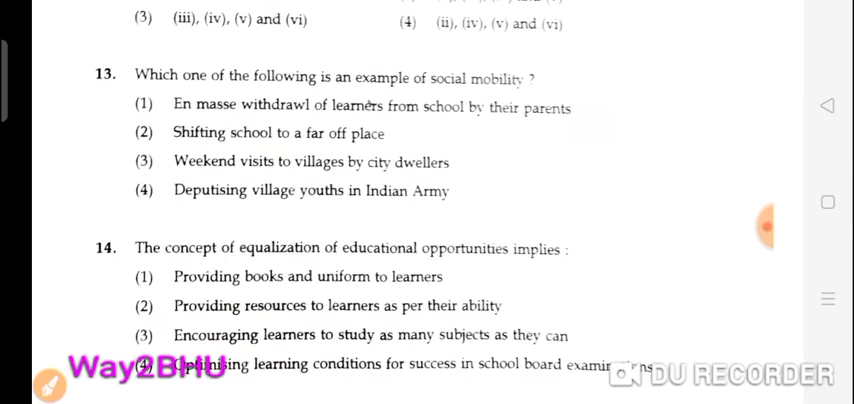 (3) (iii), (iv), (v) and (vi) (4) (ii), (iv), (v) and (vi)
13. Which one of the following is an example of social mobility ?
(1) En masse withdrawl of learners from school by their parents
(2) Shifting school to a far off place
(3) Weekend visits to villages by city dwellers
(4) Deputising village youths in Indian Army
14. The concept of equalization of educational opportunities implies :
(1) Providing books and uniform to learners
(2) Providing resources to learners as per their ability
(3) Encouraging learners to study as many subjects as they can
(4) Optimising learning conditions for success in school board examinations
Way2BHU
DU RECORDER